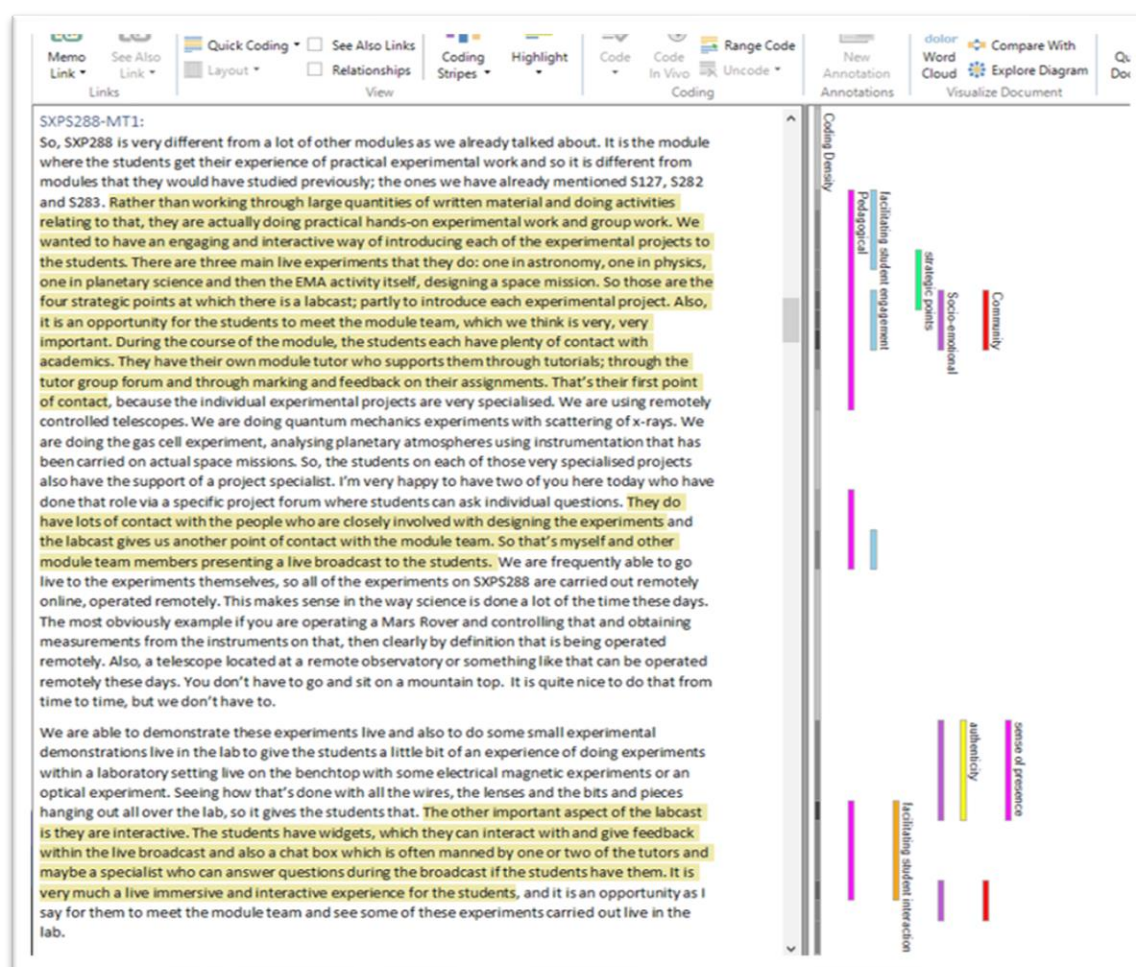 Memo
Link
See Also
Link
Links
Quick Coding
Layout
See Also Links
Relationships
View
Coding
Stripes
Highlight
Code
Code
In Vivo
Range Code
Uncode
Coding
New
Annotation
Annotations
dolor
Word
Cloud
Compare With
Explore Diagram
Visualize Document
SXPS288-MT1:
So, SXP288 is very different from a lot of other modules as we already talked about. It is the module
where the students get their experience of practical experimental work and so it is different from
modules that they would have studied previously; the ones we have already mentioned S127, S282
and S283. Rather than working through large quantities of written material and doing activities
relating to that, they are actually doing practical hands-on experimental work and group work. We
wanted to have an engaging and interactive way of introducing each of the experimental projects to
the students. There are three main live experiments that they do: one in astronomy, one in physics,
one in planetary science and then the EMA activity itself, designing a space mission. So those are the
four strategic points at which there is a labcast; partly to introduce each experimental project. Also,
it is an opportunity for the students to meet the module team, which we think is very, very
important. During the course of the module, the students each have plenty of contact with
academics. They have their own module tutor who supports them through tutorials; through the
tutor group forum and through marking and feedback on their assignments. That's their first point
of contact, because the individual experimental projects are very specialised. We are using remotely
controlled telescopes. We are doing quantum mechanics experiments with scattering of x-rays. We
are doing the gas cell experiment, analysing planetary atmospheres using instrumentation that has
been carried on actual space missions. So, the students on each of those very specialised projects
also have the support of a project specialist. I'm very happy to have two of you here today who have
done that role via a specific project forum where students can ask individual questions. They do
have lots of contact with the people who are closely involved with designing the experiments and
the labcast gives us another point of contact with the module team. So that's myself and other
module team members presenting a live broadcast to the students. We are frequently able to go
live to the experiments themselves, so all of the experiments on SXPS288 are carried out remotely
online, operated remotely. This makes sense in the way science is done a lot of the time these days.
The most obviously example if you are operating a Mars Rover and controlling that and obtaining
measurements from the instruments on that, then clearly by definition that is being operated
remotely. Also, a telescope located at a remote observatory or something like that can be operated
remotely these days. You don't have to go and sit on a mountain top. It is quite nice to do that from
time to time, but we don't have to.
We are able to demonstrate these experiments live and also to do some small experimental
demonstrations live in the lab to give the students a little bit of an experience of doing experiments
within a laboratory setting live on the benchtop with some electrical magnetic experiments or an
optical experiment. Seeing how that's done with all the wires, the lenses and the bits and pieces
hanging out all over the lab, so it gives the students that. The other important aspect of the labcast
is they are interactive. The students have widgets, which they can interact with and give feedback
within the live broadcast and also a chat box which is often manned by one or two of the tutors and
maybe a specialist who can answer questions during the broadcast if the students have them. It is
very much a live immersive and interactive experience for the students, and it is an opportunity as I
say for them to meet the module team and see some of these experiments carried out live in the
lab.
Coding Density
Pedagogical
facilitating student engagement
strategic points
Socio-emotional
Community
authenticity
sense of presence
facilitating student interaction